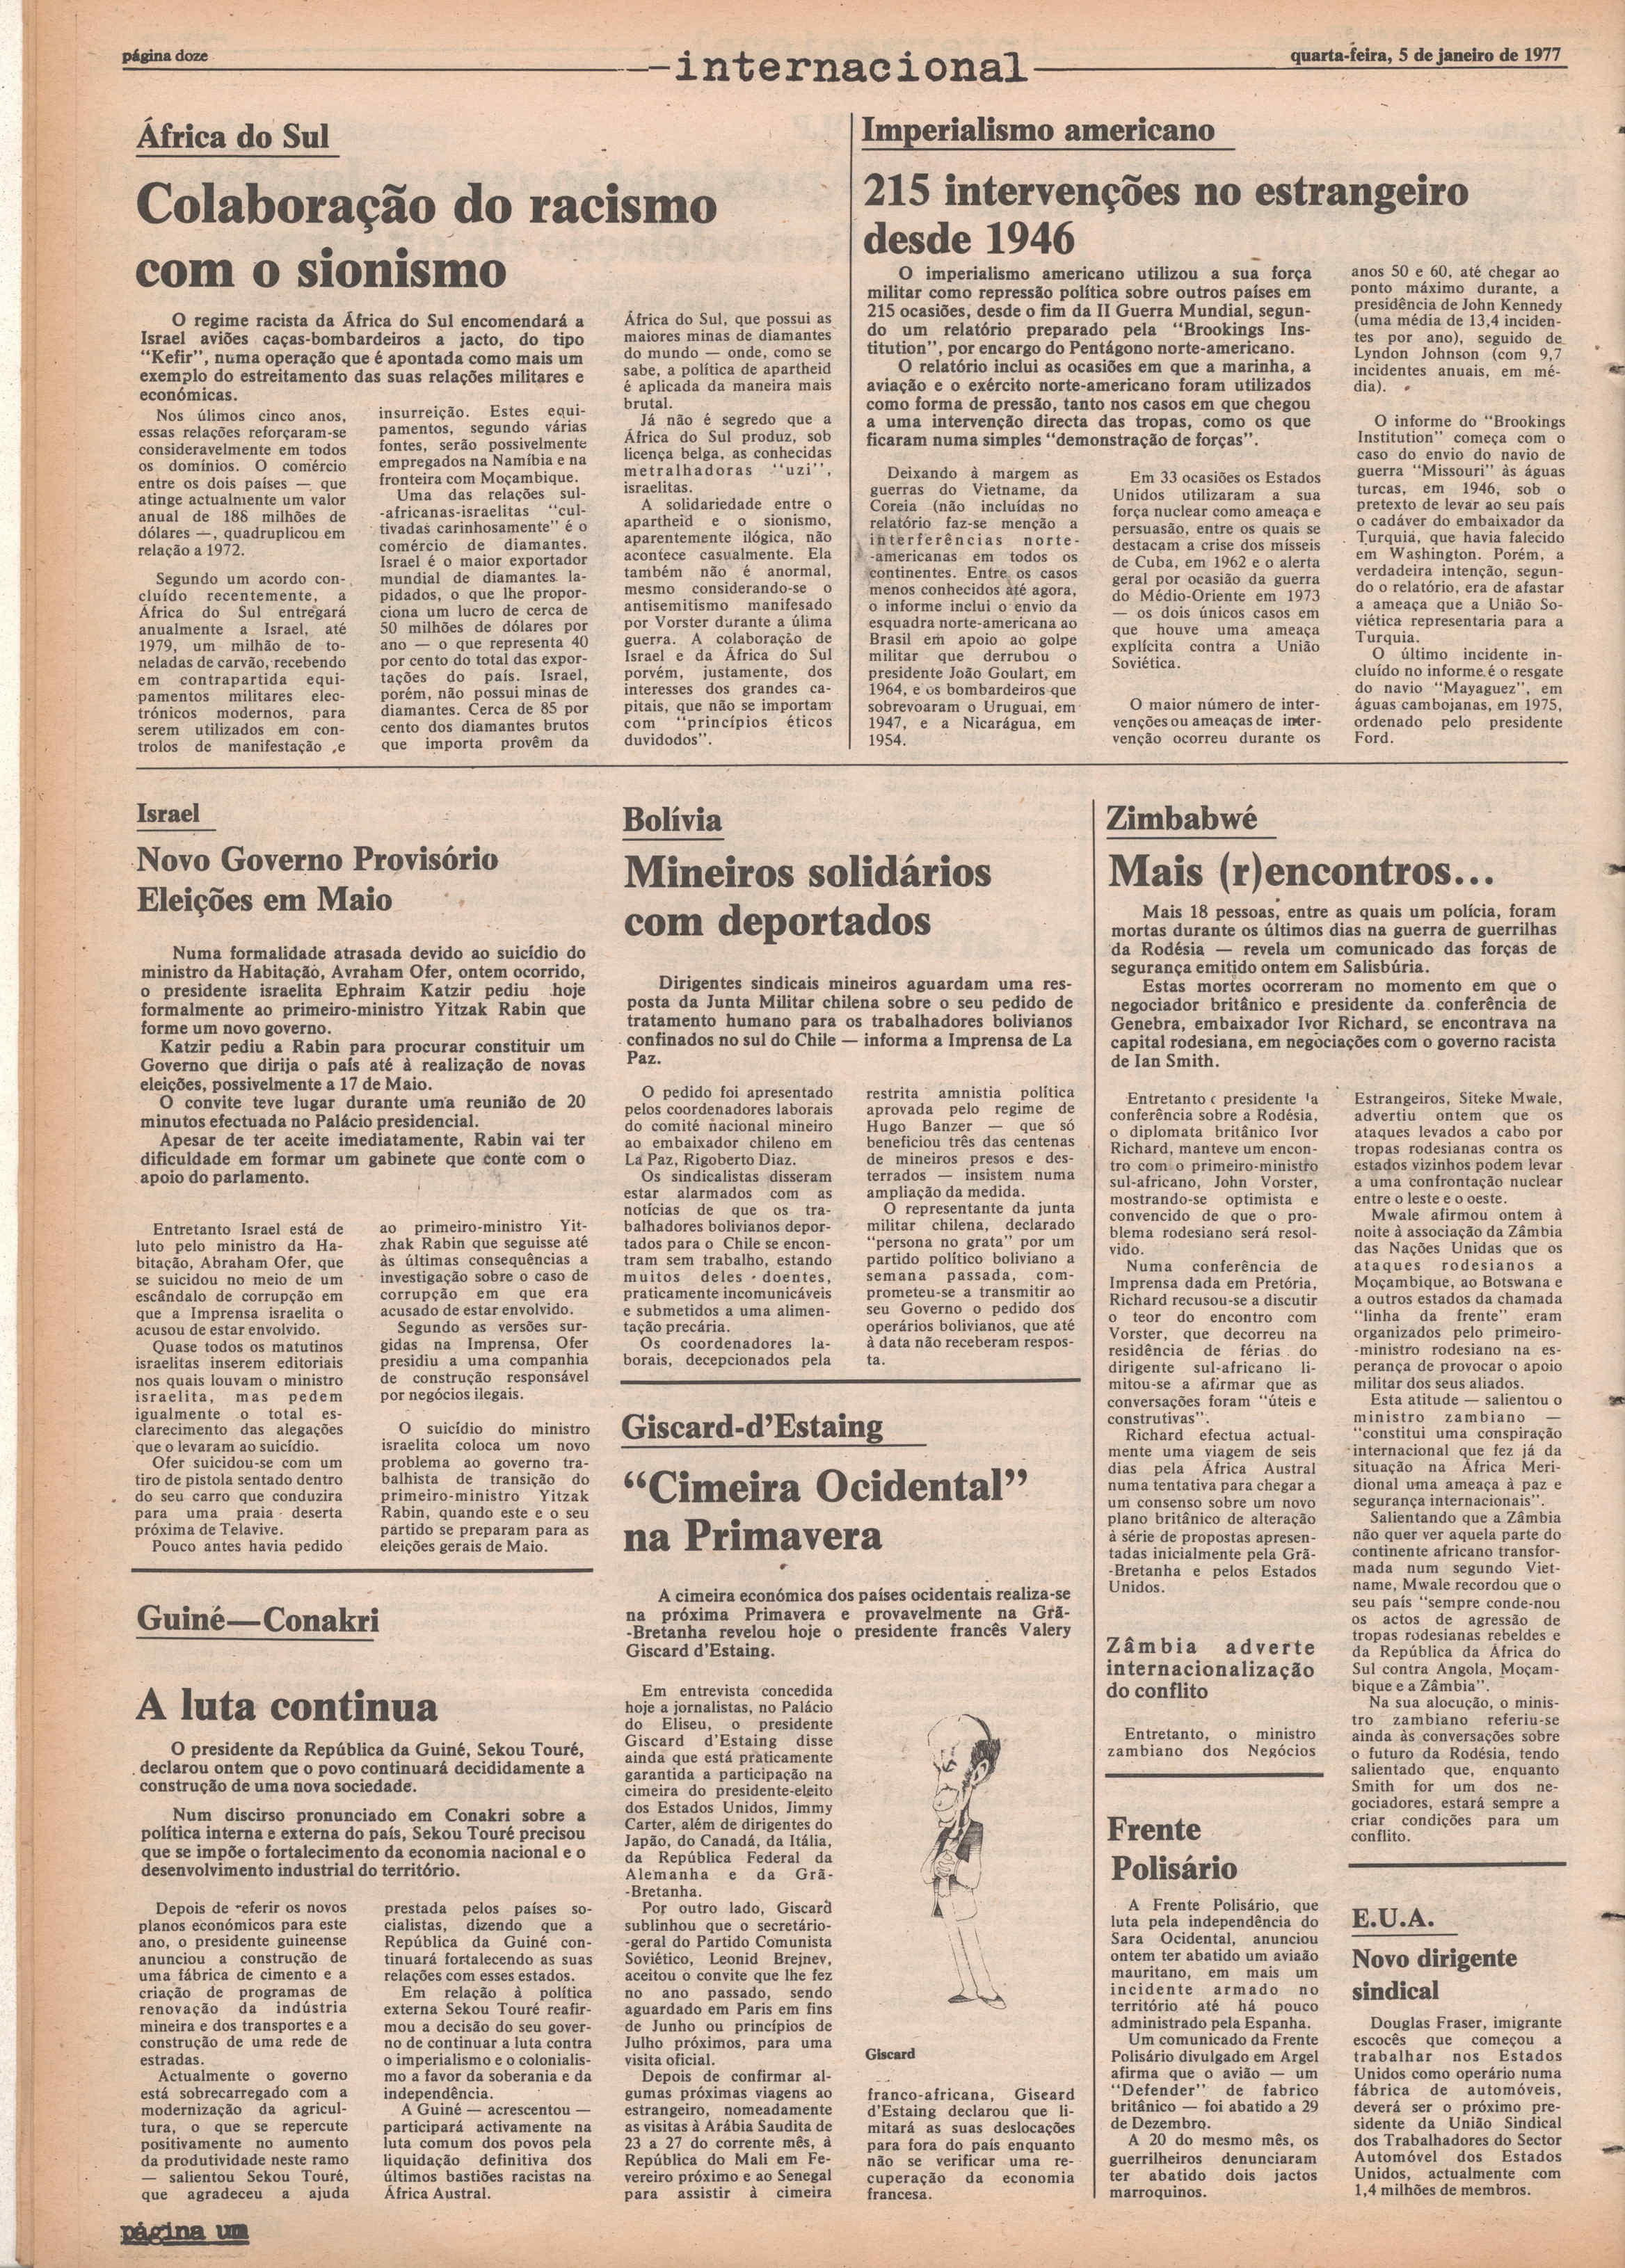 página doze
internacional
quarta-feira, 5 de janeiro de 1977
África do Sul
Colaboração do racismo
com o sionismo
O regime racista da África do Sul encomendará a
Israel aviões caças-bombardeiros a jacto, do tipo
“Kefir”, numa operação que é apontada como mais um
exemplo do estreitamento das suas relações militares e
económicas.
Nos úlimos cinco anos,
essas relações reforçaram-se
consideravelmente em todos
os domínios. O comércio
entre os dois países — que
atinge actualmente um valor
anual de 188 milhões de
dólares —, quadruplicou em
relação a 1972.
Segundo um acordo con-
cluído recentemente, a
África do Sul entregará
anualmente a Israel, até
1979, um milhão de to-
neladas de carvão, recebendo
em contrapartida equi-
pamentos militares elec-
trónicos modernos, para
serem utilizados em con-
trolos de manifestação ,e
insurreição. Estes equi-
pamentos, segundo várias
fontes, serão possivelmente
empregados na Namíbia e na
fronteira com Moçambique.
Uma das relações sul-
-africanas-israelitas “cul-
tivadas carinhosamente” é o
comércio de diamantes.
Israel é o maior exportador
mundial de diamantes la-
pidados, o que lhe propor-
ciona um lucro de cerca de
50 milhões de dólares por
ano — o que representa 40
por cento do total das expor-
tações do país. Israel,
porém, não possui minas de
diamantes. Cerca de 85 por
cento dos diamantes brutos
que importa provêm da
África do Sul, que possui as
maiores minas de diamantes
do mundo — onde, como se
sabe, a política de apartheid
é aplicada da maneira mais
brutal.
Já não é segredo que a
África do Sul produz, sob
licença belga, as conhecidas
metralhadoras “uzi”,
israelitas.
A solidariedade entre o
apartheid e o sionismo,
aparentemente ilógica, não
acontece casualmente. Ela
também não é anormal,
mesmo considerando-se o
antisemitismo manifesado
por Vorster durante a úlima
guerra. A colaboração de
Israel e da África do Sul
porvém, justamente, dos
interesses dos grandes ca-
pitais, que não se importam
com “princípios éticos
duvidodos”.
Imperialismo americano
215 intervenções no estrangeiro
desde 1946
O imperialismo americano utilizou a sua força
militar como repressão política sobre outros países em
215 ocasiões, desde o fim da II Guerra Mundial, segun-
do um relatório preparado pela “Brookings Ins-
titution”, por encargo do Pentágono norte-americano.
O relatório inclui as ocasiões em que a marinha, a
aviação e o exército norte-americano foram utilizados
como forma de pressão, tanto nos casos em que chegou
a uma intervenção directa das tropas, como os que
ficaram numa simples “demonstração de forças”.
Deixando à margem as
guerras do Vietname, da
Coreia (não incluídas no
relatório faz-se menção a
interferências norte-
-americanas em todos os
continentes. Entre os casos
menos conhecidos até agora,
o informe inclui o envio da
esquadra norte-americana ao
Brasil em apoio ao golpe
militar que derrubou o
presidente João Goulart, em
1964, e os bombardeiros que
sobrevoaram o Uruguai, em
1947, e a Nicarágua, em
1954.
Em 33 ocasiões os Estados
Unidos utilizaram a sua
força nuclear como ameaça e
persuasão, entre os quais se
destacam a crise dos mísseis
de Cuba, em 1962 e o alerta
geral por ocasião da guerra
do Médio-Oriente em 1973
— os dois únicos casos em
que houve uma ameaça
explícita contra a União
Soviética.
O maior número de inter-
venções ou ameaças de inter-
venção ocorreu durante os
anos 50 e 60, até chegar ao
ponto máximo durante, a
presidência de John Kennedy
(uma média de 13,4 inciden-
tes por ano), seguido de
Lyndon Johnson (com 9,7
incidentes anuais, em mé-
dia).
O informe do “Brookings
Institution” começa com o
caso do envio do navio de
guerra “Missouri” às águas
turcas, em 1946, sob o
pretexto de levar ao seu país
o cadáver do embaixador da
Turquia, que havia falecido
em Washington. Porém, a
verdadeira intenção, segun-
do o relatório, era de afastar
a ameaça que a União So-
viética representaria para a
Turquia.
O último incidente in-
cluído no informe é o resgate
do navio “Mayaguez”, em
águas cambojanas, em 1975,
ordenado pelo presidente
Ford.
Israel
Novo Governo Provisório
Eleições em Maio
Numa formalidade atrasada devido ao suicídio do
ministro da Habitação, Avraham Ofer, ontem ocorrido,
o presidente israelita Ephraim Katzir pediu hoje
formalmente ao primeiro-ministro Yitzak Rabin que
forme um novo governo.
Katzir pediu a Rabin para procurar constituir um
Governo que dirija o país até à realização de novas
eleições, possivelmente a 17 de Maio.
O convite teve lugar durante uma reunião de 20
minutos efectuada no Palácio presidencial.
Apesar de ter aceite imediatamente, Rabin vai ter
dificuldade em formar um gabinete que conte com o
apoio do parlamento.
Entretanto Israel está de
luto pelo ministro da Ha-
bitação, Abraham Ofer, que
se suicidou no meio de um
escândalo de corrupção em
que a Imprensa israelita o
acusou de estar envolvido.
Quase todos os matutinos
israelitas inserem editoriais
nos quais louvam o ministro
israelita, mas pedem
igualmente o total es-
clarecimento das alegações
que o levaram ao suicídio.
Ofer suicidou-se com um
tiro de pistola sentado dentro
do seu carro que conduzira
para uma praia deserta
próxima de Telavive.
Pouco antes havia pedido
ao primeiro-ministro Yit-
zhak Rabin que seguisse até
às últimas consequências a
investigação sobre o caso de
corrupção em que era
acusado de estar envolvido.
Segundo as versões sur-
gidas na Imprensa, Ofer
presidiu a uma companhia
de construção responsável
por negócios ilegais.
O suicídio do ministro
israelita coloca um novo
problema ao governo tra-
balhista de transição do
primeiro-ministro Yitzak
Rabin, quando este e o seu
partido se preparam para as
eleições gerais de Maio.
Guiné—Conakri
A luta continua
O presidente da República da Guiné, Sekou Touré,
declarou ontem que o povo continuará decididamente a
construção de uma nova sociedade.
Num discirso pronunciado em Conakri sobre a
política interna e externa do país, Sekou Touré precisou
que se impõe o fortalecimento da economia nacional e o
desenvolvimento industrial do território.
Depois de referir os novos
planos económicos para este
ano, o presidente guineense
anunciou a construção de
uma fábrica de cimento e a
criação de programas de
renovação da indústria
mineira e dos transportes e a
construção de uma rede de
estradas.
Actualmente o governo
está sobrecarregado com a
modernização da agricul-
tura, o que se repercute
positivamente no aumento
da produtividade neste ramo
— salientou Sekou Touré,
que agradeceu a ajuda
prestada pelos países so-
cialistas, dizendo que a
República da Guiné con-
tinuará fortalecendo as suas
relações com esses estados.
Em relação à política
externa Sekou Touré reafir-
mou a decisão do seu gover-
no de continuar a luta contra
o imperialismo e o colonialis-
mo a favor da soberania e da
independência.
A Guiné — acrescentou —
participará activamente na
luta comum dos povos pela
liquidação definitiva dos
últimos bastiões racistas na
África Austral.
Bolívia
Mineiros solidários
com deportados
Dirigentes sindicais mineiros aguardam uma res-
posta da Junta Militar chilena sobre o seu pedido de
tratamento humano para os trabalhadores bolivianos
confinados no sul do Chile — informa a Imprensa de La
Paz.
O pedido foi apresentado
pelos coordenadores laborais
do comité nacional mineiro
ao embaixador chileno em
La Paz, Rigoberto Diaz.
Os sindicalistas disseram
estar alarmados com as
notícias de que os tra-
balhadores bolivianos depor-
tados para o Chile se encon-
tram sem trabalho, estando
muitos deles doentes,
praticamente incomunicáveis
e submetidos a uma alimen-
tação precária.
Os coordenadores la-
borais, decepcionados pela
restrita amnistia política
aprovada pelo regime de
Hugo Banzer — que só
beneficiou três das centenas
de mineiros presos e des-
terrados — insistem numa
ampliação da medida.
O representante da junta
militar chilena, declarado
“persona no grata” por um
partido político boliviano a
semana passada, com-
prometeu-se a transmitir ao
seu Governo o pedido dos
operários bolivianos, que até
à data não receberam respos-
ta.
Giscard-d’Estaing
“Cimeira Ocidental”
na Primavera
A cimeira económica dos países ocidentais realiza-se
na próxima Primavera e provavelmente na Grã-
-Bretanha revelou hoje o presidente francês Valery
Giscard d’Estaing.
Em entrevista concedida
hoje a jornalistas, no Palácio
do Eliseu, o presidente
Giscard d’Estaing disse
ainda que está praticamente
garantida a participação na
cimeira do presidente-eleito
dos Estados Unidos, Jimmy
Carter, além de dirigentes do
Japão, do Canadá, da Itália,
da República Federal da
Alemanha e da Grã-
-Bretanha.
Por outro lado, Giscard
sublinhou que o secretário-
-geral do Partido Comunista
Soviético, Leonid Brejnev,
aceitou o convite que lhe fez
no ano passado, sendo
aguardado em Paris em fins
de Junho ou princípios de
Julho próximos, para uma
visita oficial.
Depois de confirmar al-
gumas próximas viagens ao
estrangeiro, nomeadamente
as visitas à Arábia Saudita de
23 a 27 do corrente mês, à
República do Mali em Fe-
vereiro próximo e ao Senegal
para assistir à cimeira
Giscard
franco-africana, Giscard
d’Estaing declarou que li-
mitará as suas deslocações
para fora do país enquanto
não se verificar uma re-
cuperação da economia
francesa.
Zimbabwé
Mais (r)encontros...
Mais 18 pessoas, entre as quais um polícia, foram
mortas durante os últimos dias na guerra de guerrilhas
da Rodésia — revela um comunicado das forças de
segurança emitido ontem em Salisbúria.
Estas mortes ocorreram no momento em que o
negociador britânico e presidente da conferência de
Genebra, embaixador Ivor Richard, se encontrava na
capital rodesiana, em negociações com o governo racista
de Ian Smith.
Entretanto presidente
conferência sobre a Rodésia,
o diplomata britânico Ivor
Richard, manteve um encon-
tro com o primeiro-ministro
sul-africano, John Vorster,
mostrando-se optimista e
convencido de que o pro-
blema rodesiano será resol-
vido.
Numa conferência de
Imprensa dada em Pretória,
Richard recusou-se a discutir
o teor do encontro com
Vorster, que decorreu na
residência de férias do
dirigente sul-africano li-
mitou-se a afirmar que as
conversações foram “úteis e
construtivas”.
Richard efectua actual-
mente uma viagem de seis
dias pela África Austral
numa tentativa para chegar a
um consenso sobre um novo
plano britânico de alteração
à série de propostas apresen-
tadas inicialmente pela Grã-
-Bretanha e pelos Estados
Unidos.
Zâmbia adverte
internacionalização
do conflito
Entretanto, o ministro
zambiano dos Negócios
Estrangeiros, Siteke Mwale,
advertiu ontem que os
ataques levados a cabo por
tropas rodesianas contra os
estados vizinhos podem levar
a uma confrontação nuclear
entre o leste e o oeste.
Mwale afirmou ontem à
noite à associação da Zâmbia
das Nações Unidas que os
ataques rodesianos a
Moçambique, ao Botswana e
a outros estados da chamada
“linha da frente” eram
organizados pelo primeiro-
-ministro rodesiano na es-
perança de provocar o apoio
militar dos seus aliados.
Esta atitude — salientou o
ministro zambiano —
“constitui uma conspiração
internacional que fez já da
situação na África Meri-
dional uma ameaça à paz e
segurança internacionais”.
Salientando que a Zâmbia
não quer ver aquela parte do
continente africano transfor-
mada num segundo Viet-
name, Mwale recordou que o
seu país “sempre conde-nou
os actos de agressão de
tropas rodesianas rebeldes e
da República da África do
Sul contra Angola, Moçam-
bique e a Zâmbia”.
Na sua alocução, o minis-
tro zambiano referiu-se
ainda às conversações sobre
o futuro da Rodésia, tendo
salientado que, enquanto
Smith for um dos ne-
gociadores, estará sempre a
criar condições para um
conflito.
Frente
Polisário
A Frente Polisário, que
luta pela independência do
Sara Ocidental, anunciou
ontem ter abatido um aviaão
mauritano, em mais um
incidente armado no
território até há pouco
administrado pela Espanha.
Um comunicado da Frente
Polisário divulgado em Argel
afirma que o avião — um
“Defender” de fabrico
britânico — foi abatido a 29
de Dezembro.
A 20 do mesmo mês, os
guerrilheiros denunciaram
ter abatido dois jactos
marroquinos.
E.U.A.
Novo dirigente
sindical
Douglas Fraser, imigrante
escocês que começou a
trabalhar nos Estados
Unidos como operário numa
fábrica de automóveis,
deverá ser o próximo pre-
sidente da União Sindical
dos Trabalhadores do Sector
Automóvel dos Estados
Unidos, actualmente com
1,4 milhões de membros.
página um